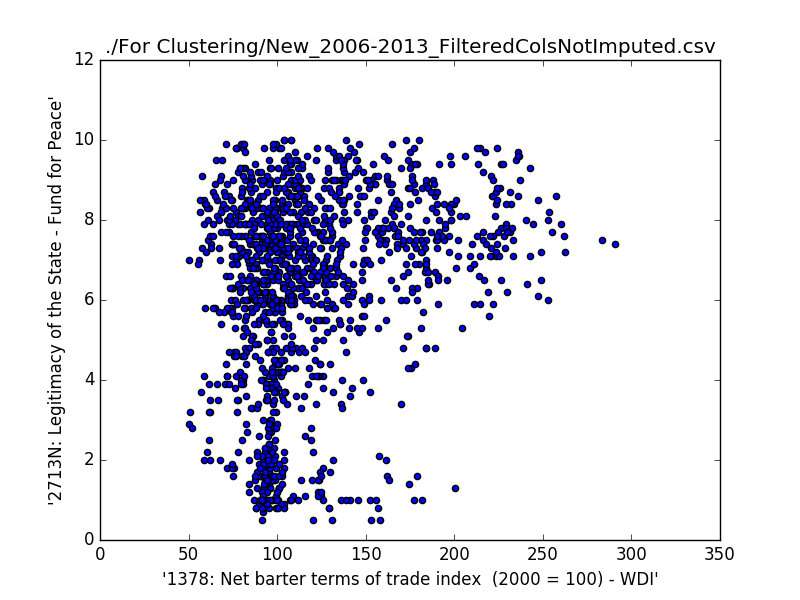 ./For Clustering/New_2006-2013_FilteredColsNotImputed.csv
12
10
8
6
4
2
0
'2713N: Legitimacy of the State - Fund for Peace'
0 50 100 150 200 250 300 350
'1378: Net barter terms of trade index  (2000 = 100) - WDI'